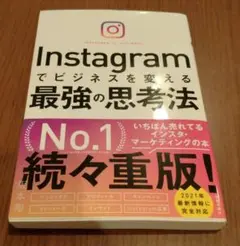 Instagram
でビジネスを変える
最強の思考法
No.1
いちばん売れてる
インスタ・
マーケティングの本
続々重版!
2021年
最新情報に
完全対応